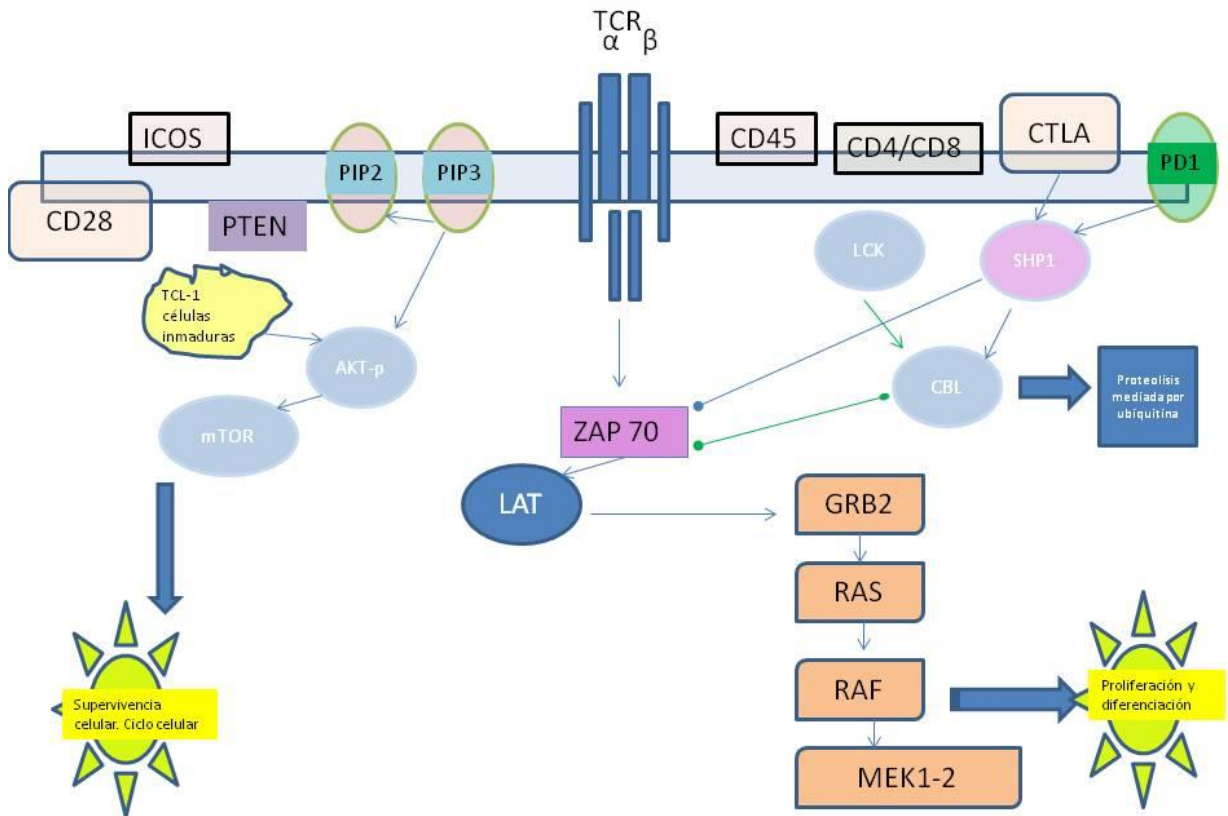 TCR
α β
ICOS
CD28
PTEN
PIP2
PIP3
CD45
CD4/CD8
CTLA
PD1
TCL-1
células
inmaduras
AKT-p
mTOR
LCK
SHP1
CBL
Proteolísis
mediada por
ubiquitina
ZAP 70
LAT
GRB2
RAS
RAF
MEK1-2
Supervivencia
celular. Ciclo celular
Proliferación y
diferenciación